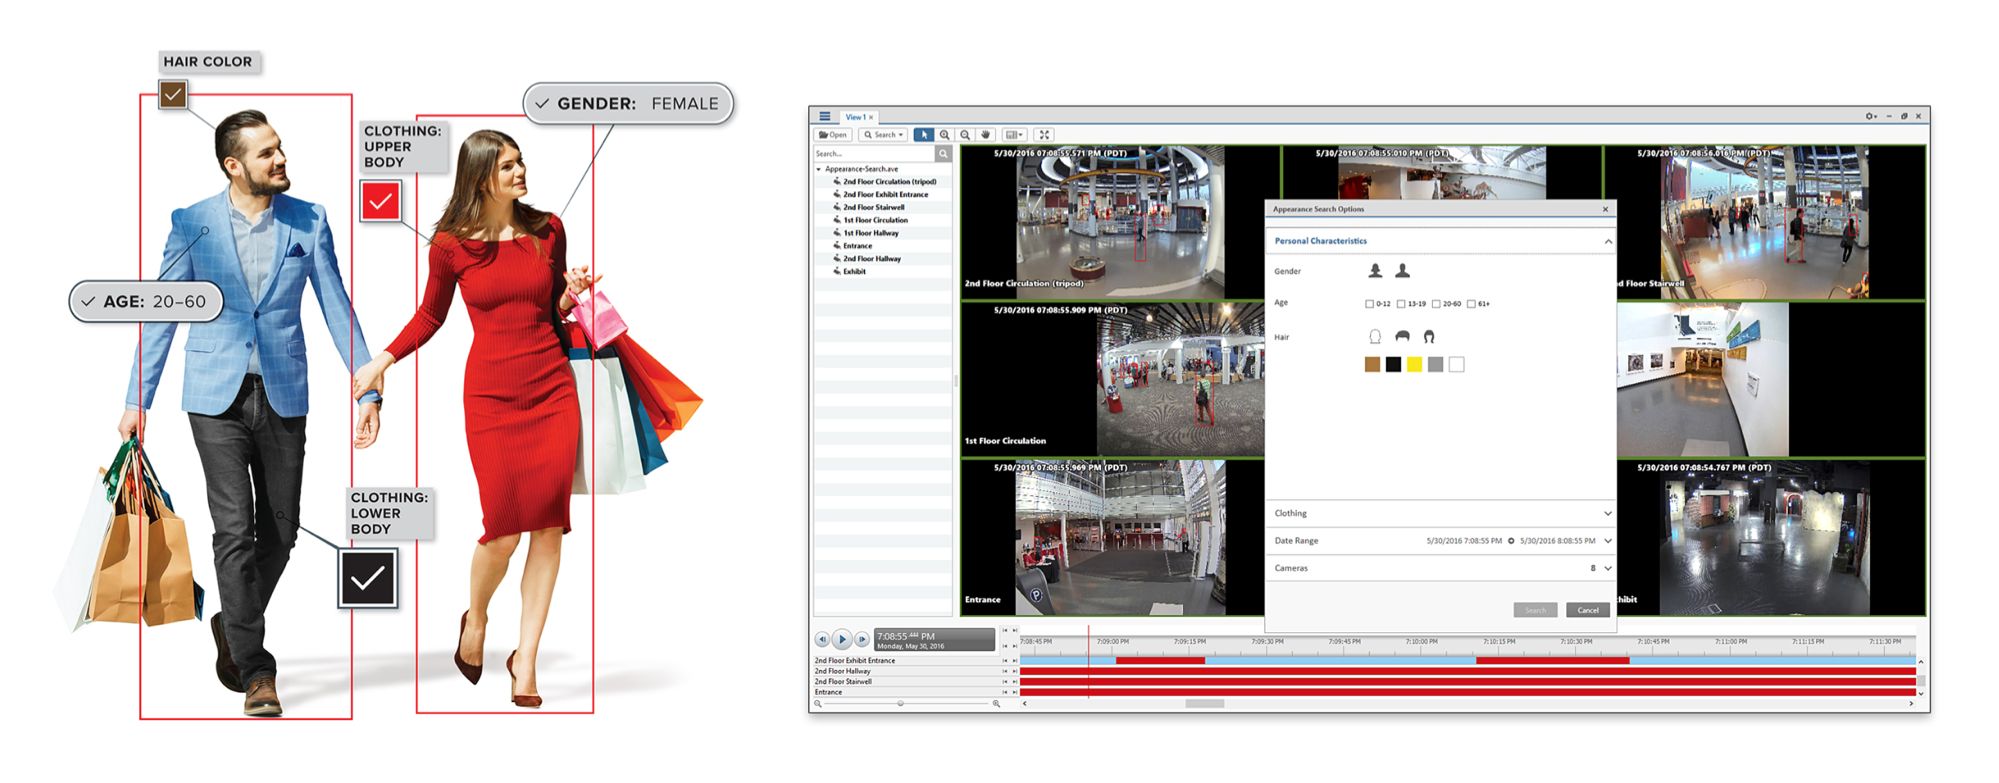 HAIR COLOR
GENDER: FEMALE
CLOTHING:
UPPER
BODY
AGE: 20–60
CLOTHING:
LOWER
BODY
View 1
Open
Search
Search...
Appearance-Search.ave
2nd Floor Circulation (tripod)
2nd Floor Exhibit Entrance
2nd Floor Stairwell
1st Floor Circulation
1st Floor Hallway
Entrance
2nd Floor Hallway
Exhibit
5/30/2016 07:08:55.571 PM (PDT)
5/30/2016 07:08:55.010 PM (PDT)
5/30/2016 07:08:56.016 PM (PDT)
2nd Floor Circulation (tripod)
d Floor Stairwell
5/30/2016 07:08:55.909 PM (PDT)
1st Floor Circulation
5/30/2016 07:08:55.969 PM (PDT)
Entrance
5/30/2016 07:08:54.767 PM (PDT)
hibit
Appearance Search Options
Personal Characteristics
Gender
Age
0-12 13-19 20-60 61+
Hair
Clothing
Date Range 5/30/2016 7:08:55 PM 5/30/2016 8:08:55 PM
Cameras 8
Search Cancel
7:08:55 PM
Monday, May 30, 2016
7:08:45 PM 7:09:00 PM 7:09:15 PM 7:09:30 PM 7:09:45 PM 7:10:00 PM 7:10:15 PM 7:10:30 PM 7:10:45 PM 7:11:00 PM 7:11:15 PM 7:11:30 PM
2nd Floor Exhibit Entrance
2nd Floor Hallway
2nd Floor Stairwell
Entrance